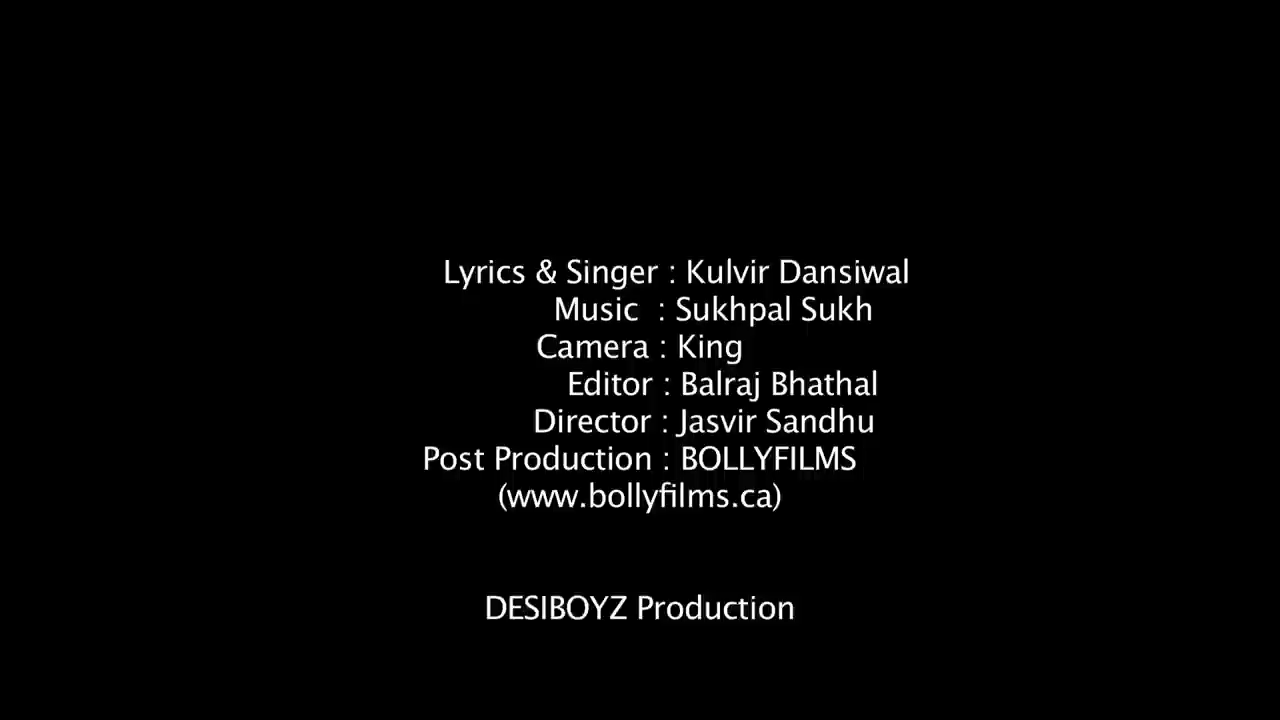 Lyrics & Singer : Kulvir Dansiwal
Music : Sukhpal Sukh
Camera : King
Editor : Balraj Bhathal
Director : Jasvir Sandhu
Post Production : BOLLYFILMS
(www.bollyfilms.ca)
DESIBOYZ Production